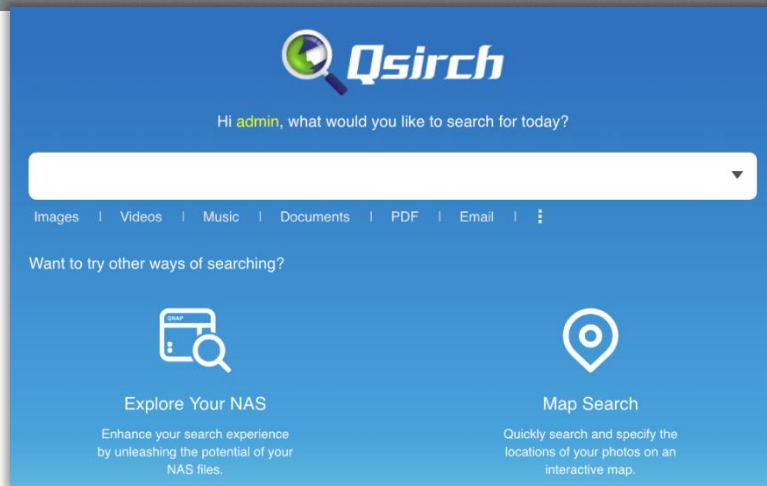 Qsirch
Hi admin, what would you like to search for today?
Images | Videos | Music | Documents | PDF | Email |
Want to try other ways of searching?
QNAP
Explore Your NAS
Enhance your search experience
by unleashing the potential of your
NAS files.
Map Search
Quickly search and specify the
locations of your photos on an
interactive map.